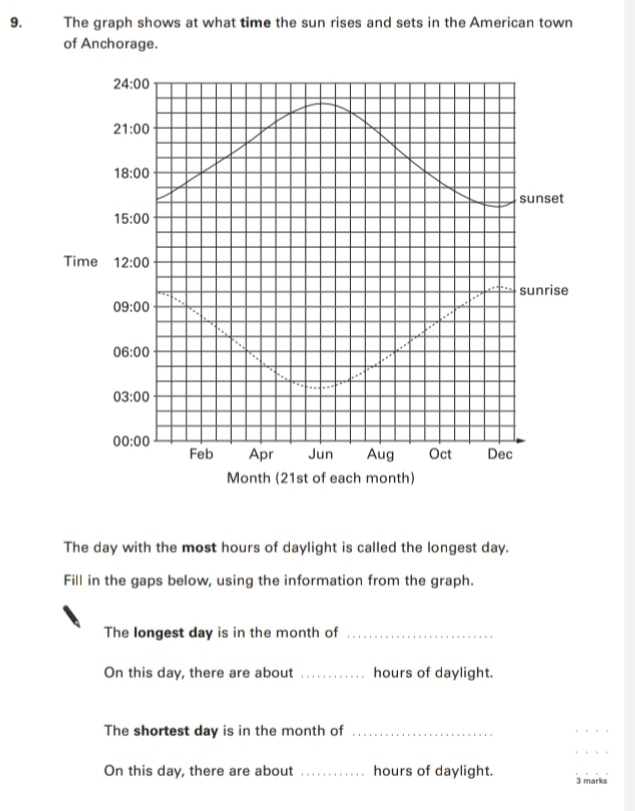 9. The graph shows at what time the sun rises and sets in the American town
of Anchorage.
24:00
21:00
18:00
sunset
15:00
Time 12:00
sunrise
09:00
06:00
03:00
00:00
Feb Apr Jun Aug Oct Dec
Month (21st of each month)
The day with the most hours of daylight is called the longest day.
Fill in the gaps below, using the information from the graph.
The longest day is in the month of ............................
On this day, there are about ............ hours of daylight.
The shortest day is in the month of ...........................
On this day, there are about ............ hours of daylight.
3 marks